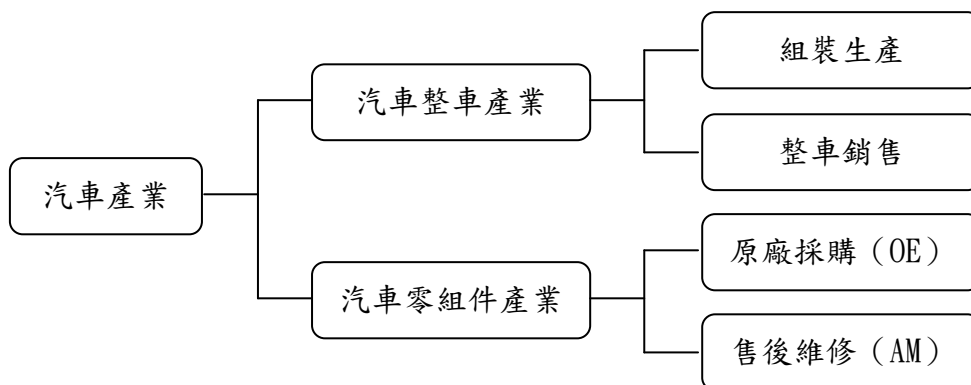 汽車產業
汽車整車產業
組裝生產
整車銷售
汽車零組件產業
原廠採購（OE）
售後維修（AM）